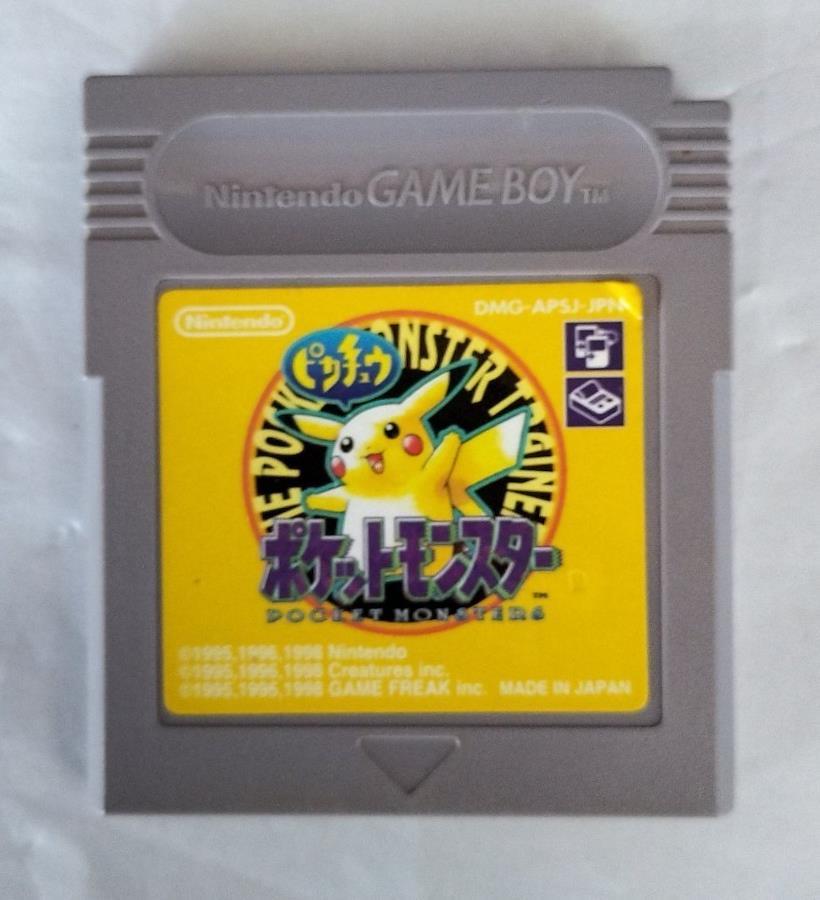 Nintendo GAME BOY TM
DMG-APSJ-JPN
Nintendo
ピカチュウ
THE POCKET MONSTER TRAINER
ポケットモンスター
TM
POCKET MONSTERS
©1995,1996,1998 Nintendo
©1995,1996,1998 Creatures inc.
©1995,1996,1998 GAME FREAK inc. MADE IN JAPAN